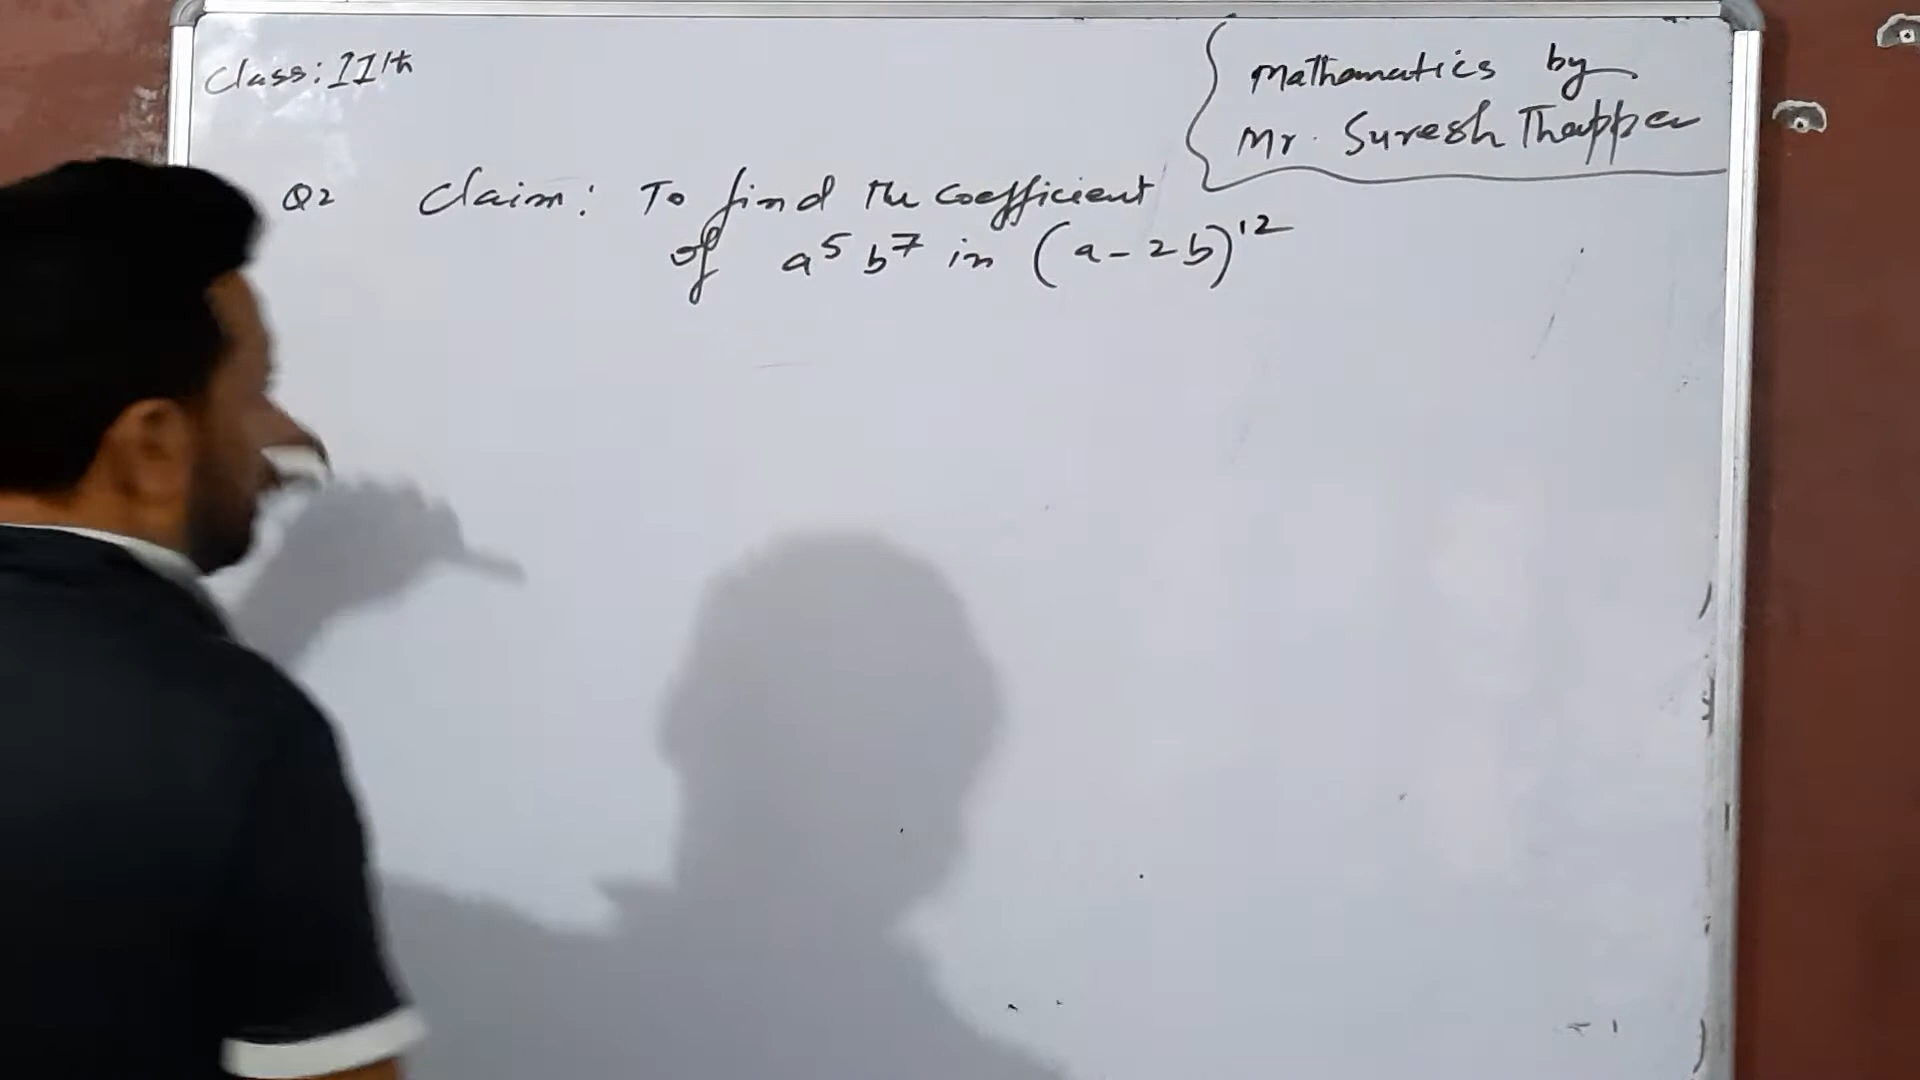 Class: 11th
Mathematics by
Mr. Suresh Thapper
Q2 Claim: To find the coefficient
of a⁵ b⁷ in (a-2b)¹²